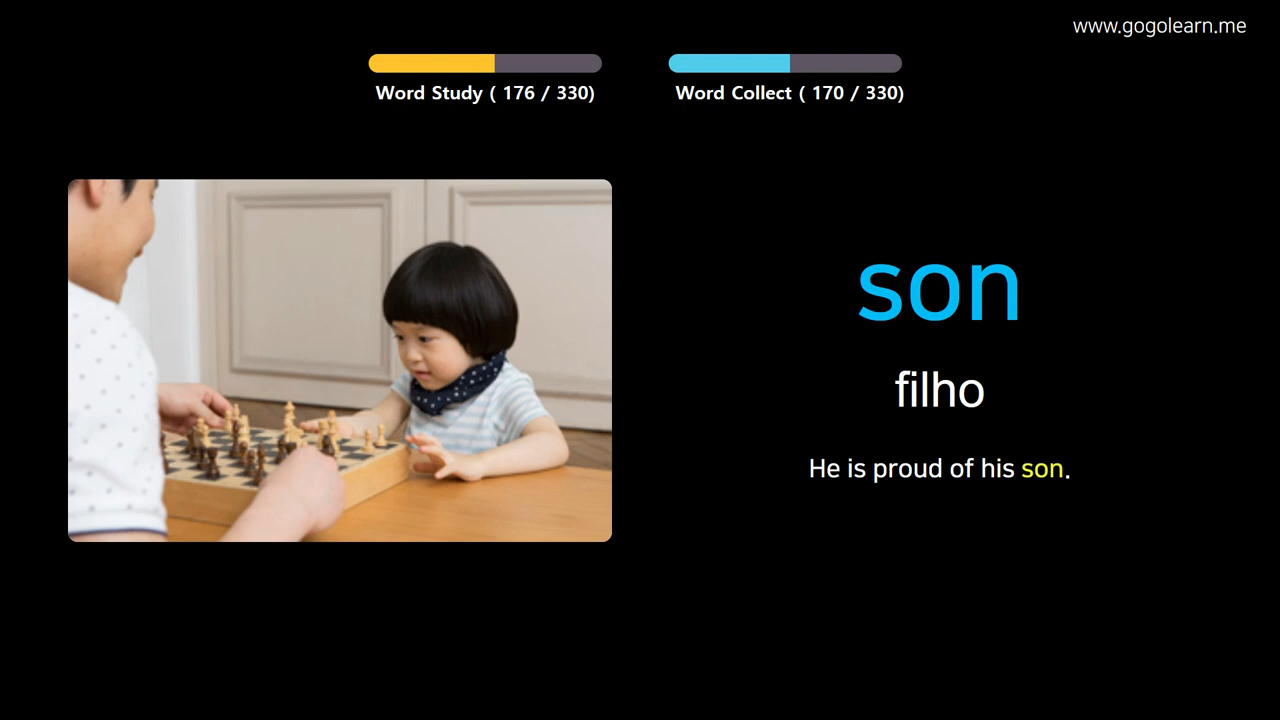 www.gogolearn.me
Word Study ( 176 / 330)
Word Collect ( 170 / 330)
son
filho
He is proud of his son.